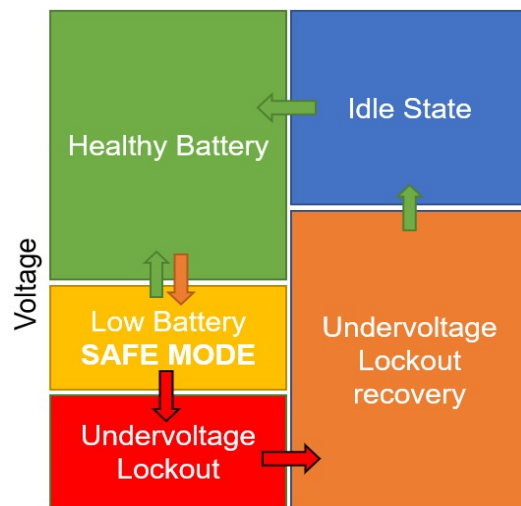 Voltage
Healthy Battery
Idle State
Low Battery
SAFE MODE
Undervoltage
Lockout
Undervoltage
Lockout
recovery